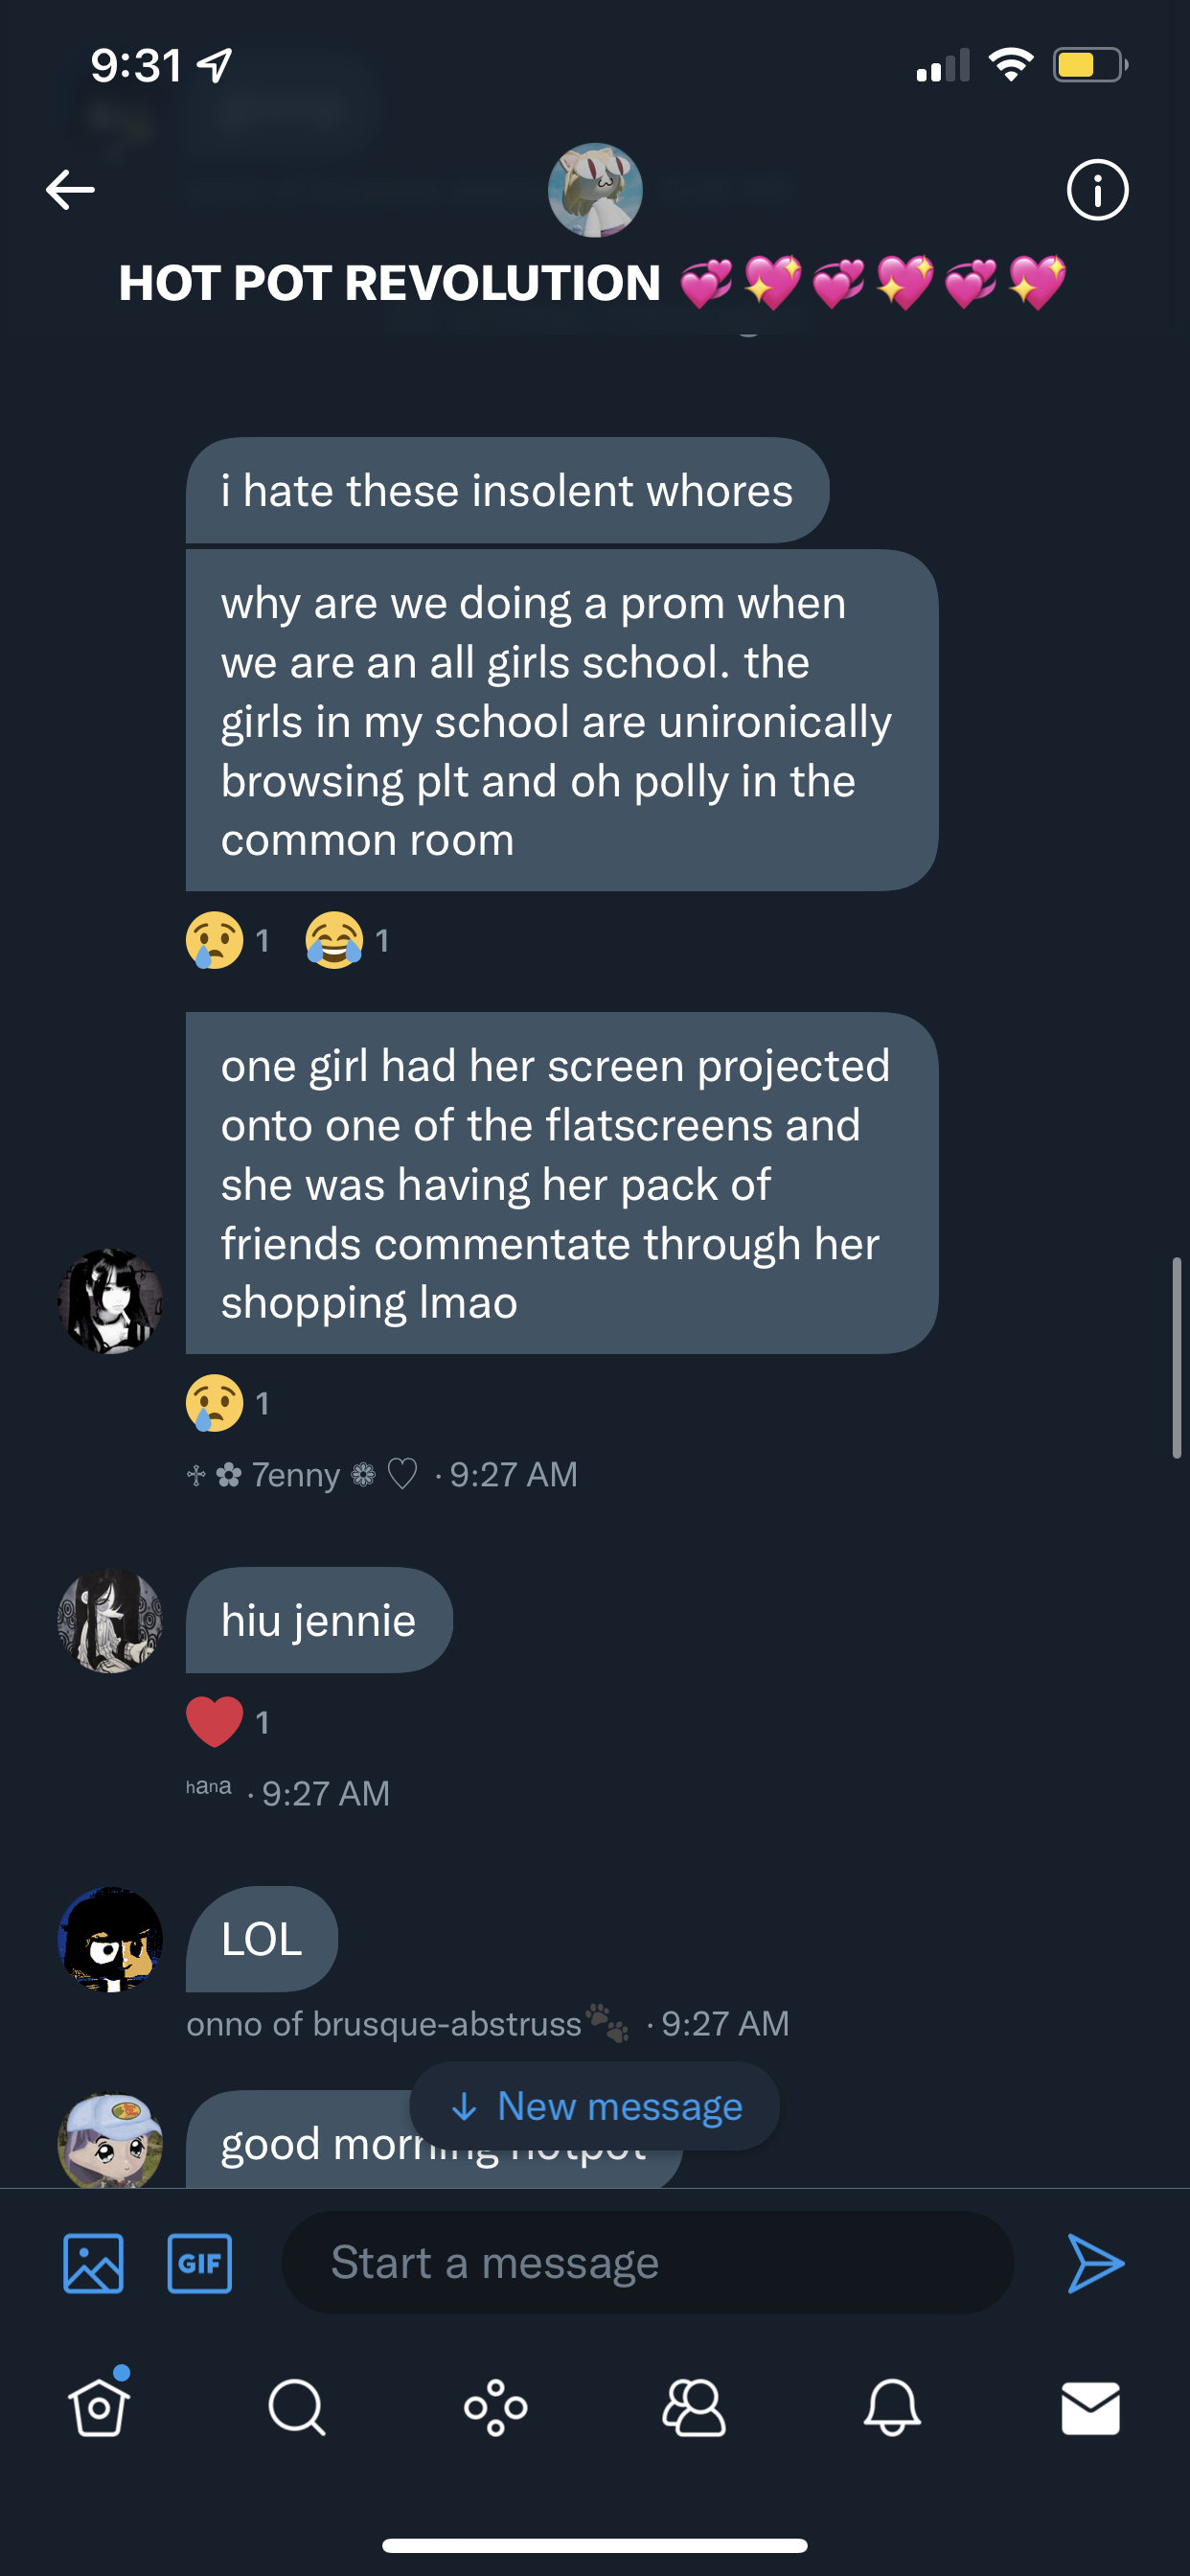 9:31
HOT POT REVOLUTION 💞💖💞💖💞💖
i hate these insolent whores
why are we doing a prom when
we are an all girls school. the
girls in my school are unironically
browsing plt and oh polly in the
common room
😢 1 😂 1
one girl had her screen projected
onto one of the flatscreens and
she was having her pack of
friends commentate through her
shopping lmao
😢 1
♱ ✿ 7enny ❁ ♡ · 9:27 AM
hiu jennie
❤️ 1
ʰᵃⁿᵃ · 9:27 AM
LOL
onno of brusque-abstruss🐾 · 9:27 AM
↓ New message
good morning hotpot
GIF
Start a message